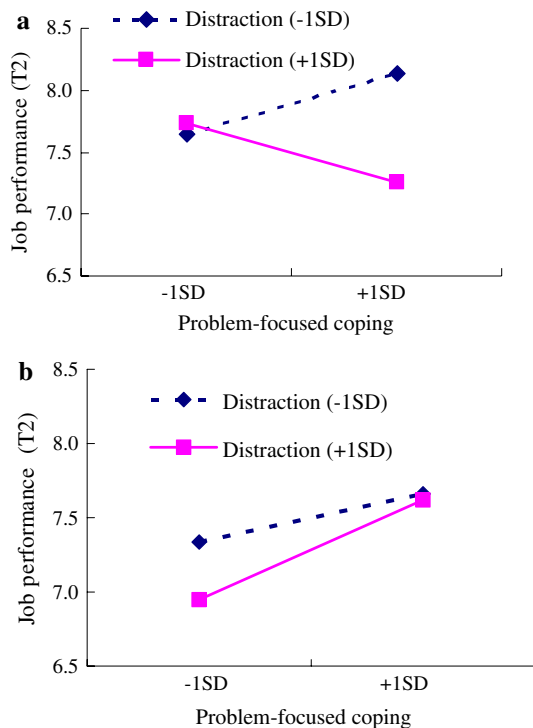 a
Distraction (-1SD)
Distraction (+1SD)
Job performance (T2)
8.0
7.5
7.0
6.5
-1SD
+1SD
Problem-focused coping
b
8.5
Distraction (-1SD)
Distraction (+1SD)
Job performance (T2)
8.0
7.5
7.0
6.5
-1SD
+1SD
Problem-focused coping